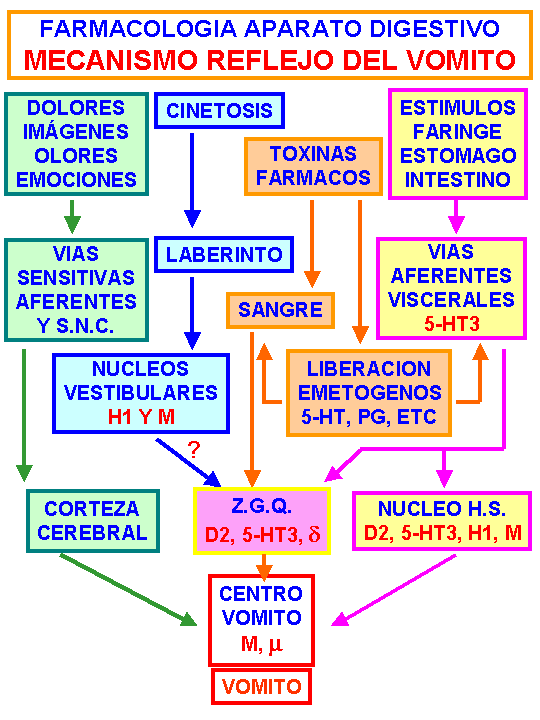 FARMACOLOGIA APARATO DIGESTIVO
MECANISMO REFLEJO DEL VOMITO
DOLORES
IMÁGENES
OLORES
EMOCIONES
CINETOSIS
TOXINAS
FARMACOS
ESTIMULOS
FARINGE
ESTOMAGO
INTESTINO
VIAS
SENSITIVAS
AFERENTES
Y S.N.C.
LABERINTO
SANGRE
VIAS
AFERENTES
VISCERALES
5-HT3
NUCLEOS
VESTIBULARES
H1 Y M
LIBERACION
EMETOGENOS
5-HT, PG, ETC
?
CORTEZA
CEREBRAL
Z.G.Q.
D2, 5-HT3, δ
NUCLEO H.S.
D2, 5-HT3, H1, M
CENTRO
VOMITO
M, μ
VOMITO